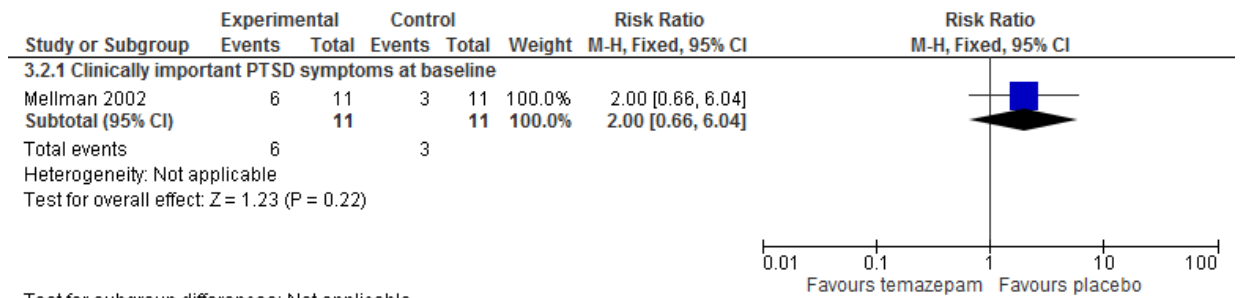 Experimental Control Risk Ratio Risk Ratio
Study or Subgroup Events Total Events Total Weight M-H, Fixed, 95% CI M-H, Fixed, 95% CI
3.2.1 Clinically important PTSD symptoms at baseline
Mellman 2002 6 11 3 11 100.0% 2.00 [0.66, 6.04]
Subtotal (95% CI) 11 11 100.0% 2.00 [0.66, 6.04]
Total events 6 3
Heterogeneity: Not applicable
Test for overall effect: Z = 1.23 (P = 0.22)
0.01 0.1 1 10 100
Favours temazepam Favours placebo
Test for subgroup differences: Not applicable